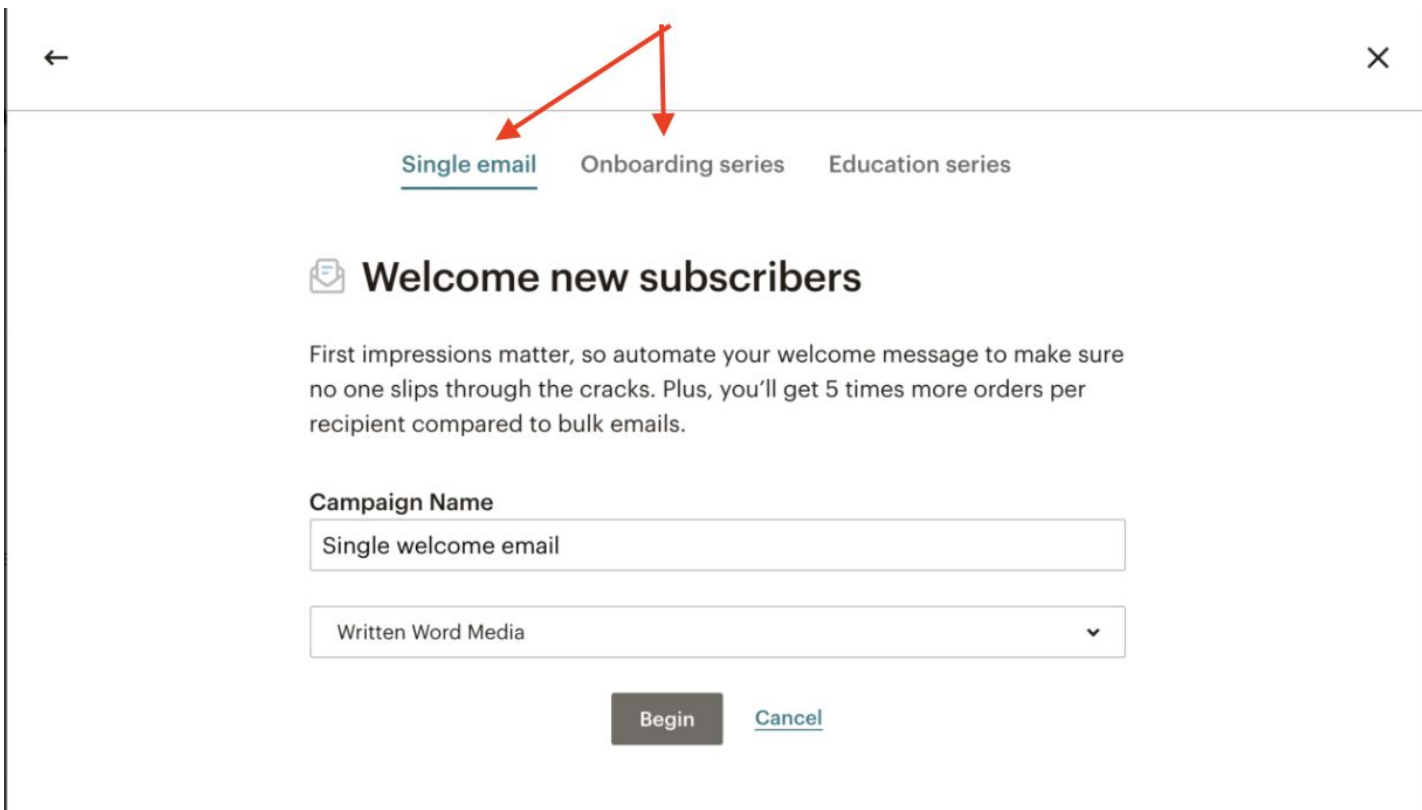 Single email Onboarding series Education series
Welcome new subscribers
First impressions matter, so automate your welcome message to make sure
no one slips through the cracks. Plus, you’ll get 5 times more orders per
recipient compared to bulk emails.
Campaign Name
Single welcome email
Written Word Media
Begin Cancel